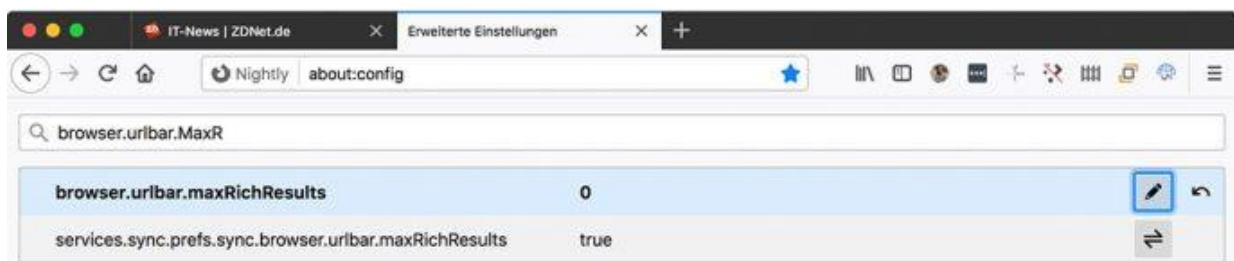 IT-News | ZDNet.de Erweiterte Einstellungen
Nightly about:config
browser.urlbar.MaxR
browser.urlbar.maxRichResults 0
services.sync.prefs.sync.browser.urlbar.maxRichResults true